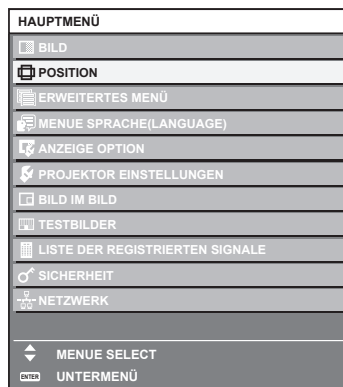 HAUPTMENÜ
BILD
POSITION
ERWEITERTES MENÜ
MENUE SPRACHE(LANGUAGE)
ANZEIGE OPTION
PROJEKTOR EINSTELLUNGEN
BILD IM BILD
TESTBILDER
LISTE DER REGISTRIERTEN SIGNALE
SICHERHEIT
NETZWERK
MENUE SELECT
ENTER UNTERMENÜ